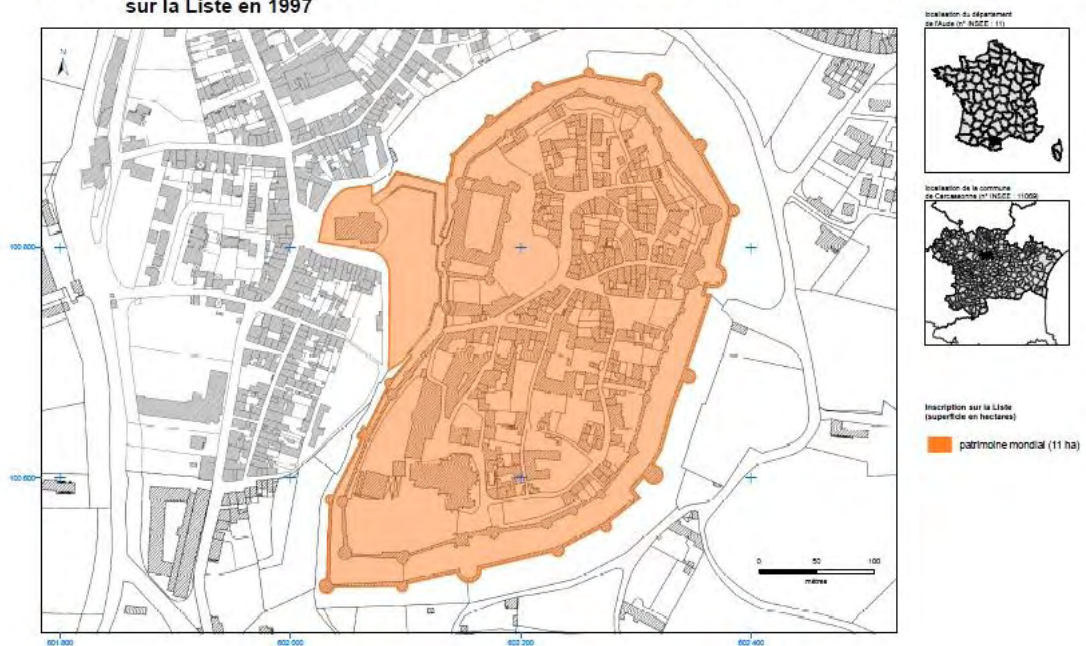 sur la Liste en 1997
localisation du département
de l'Aude (n° INSEE : 11)
N
localisation de la commune
de Carcassonne (n° INSEE : 11069)
100 800
Inscription sur la Liste
(superficie en hectares)
patrimoine mondial (11 ha)
100 600
0 50 100
mètres
601 800 602 000 602 200 602 400